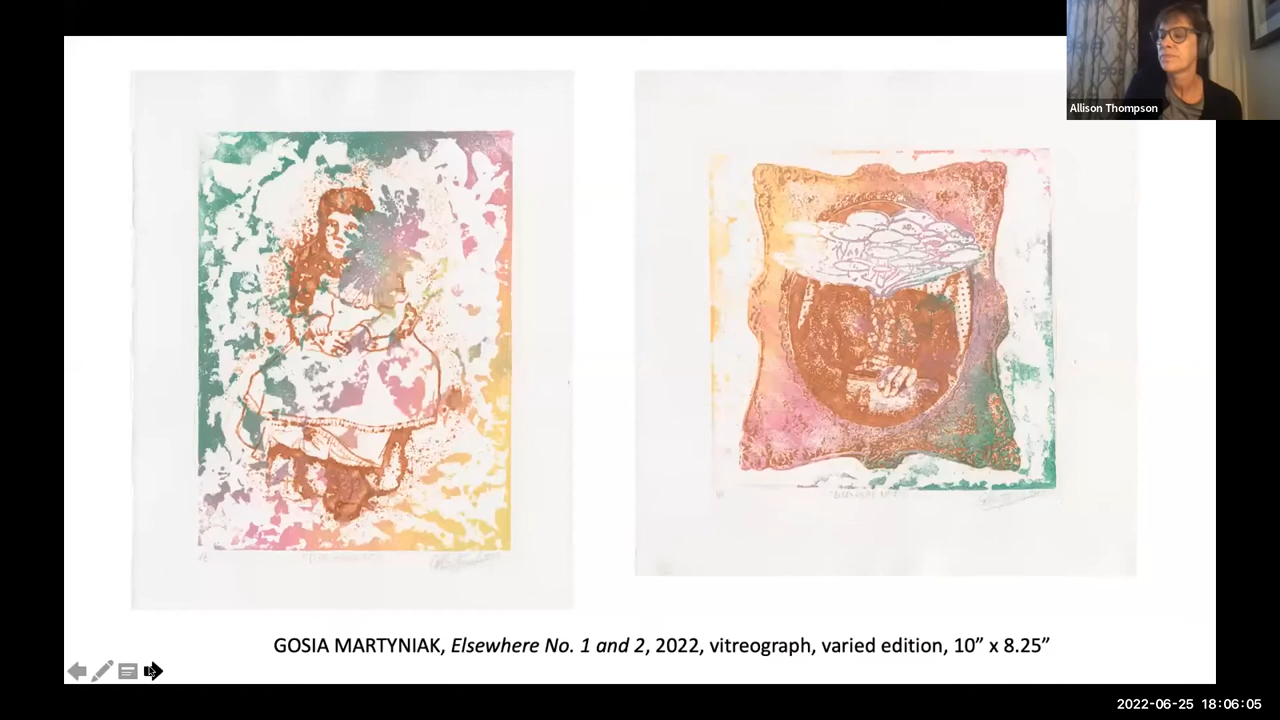 Allison Thompson
GOSIA MARTYNIAK, Elsewhere No. 1 and 2, 2022, vitreograph, varied edition, 10” x 8.25”
2022-06-25 18:06:05